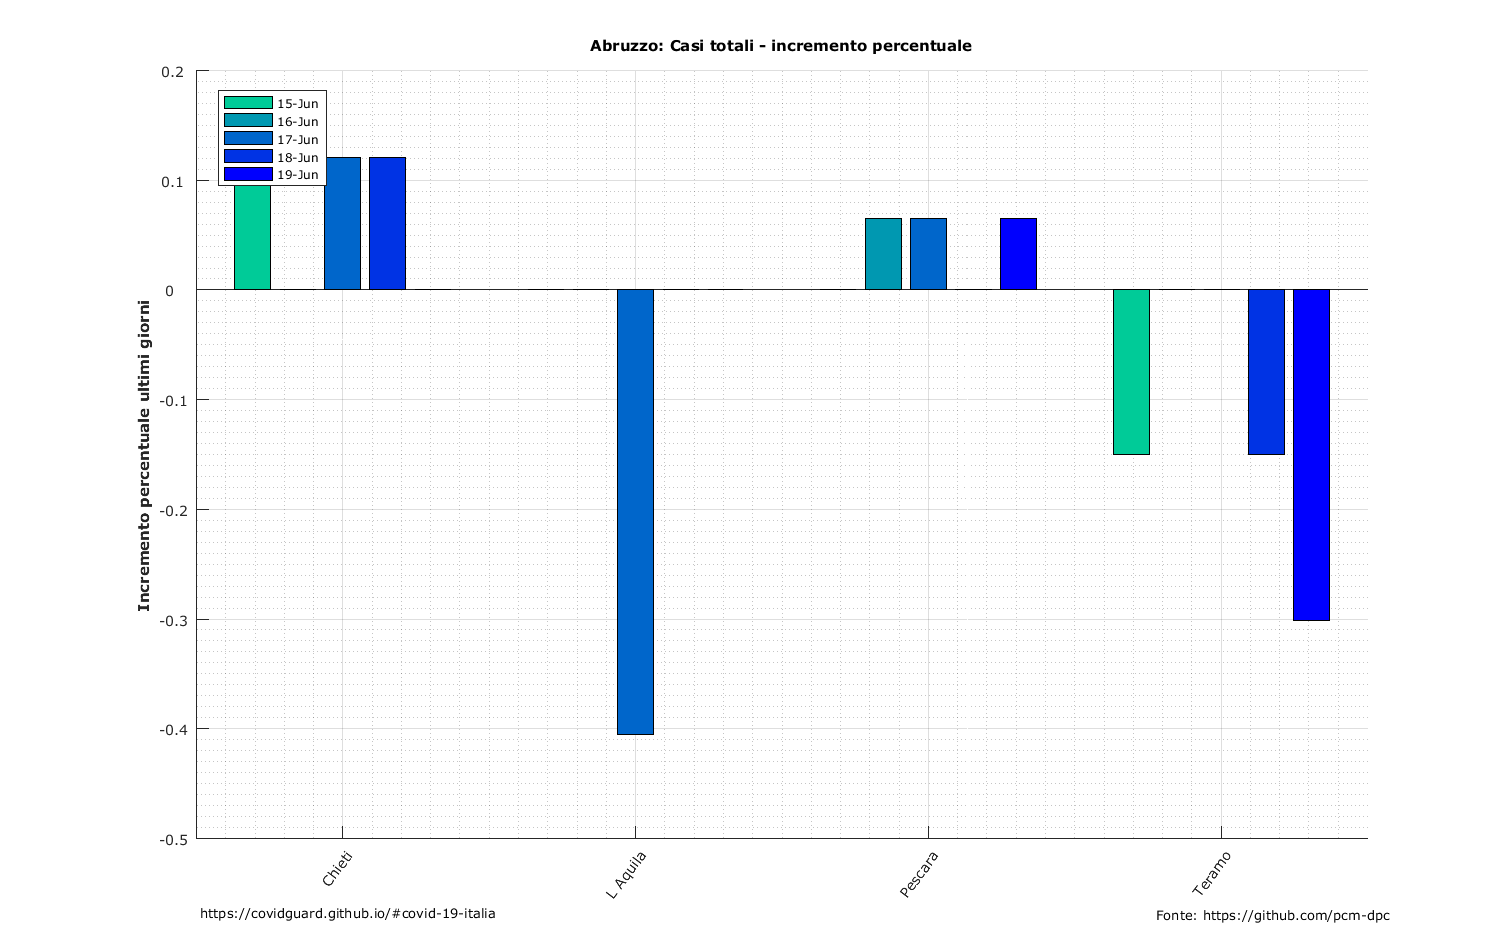 Abruzzo: Casi totali - incremento percentuale
0.2
0.1
0
-0.1
-0.2
-0.3
-0.4
-0.5
Incremento percentuale ultimi giorni
15-Jun
16-Jun
17-Jun
18-Jun
19-Jun
Chieti
L Aquila
Pescara
Teramo
https://covidguard.github.io/#covid-19-italia
Fonte: https://github.com/pcm-dpc